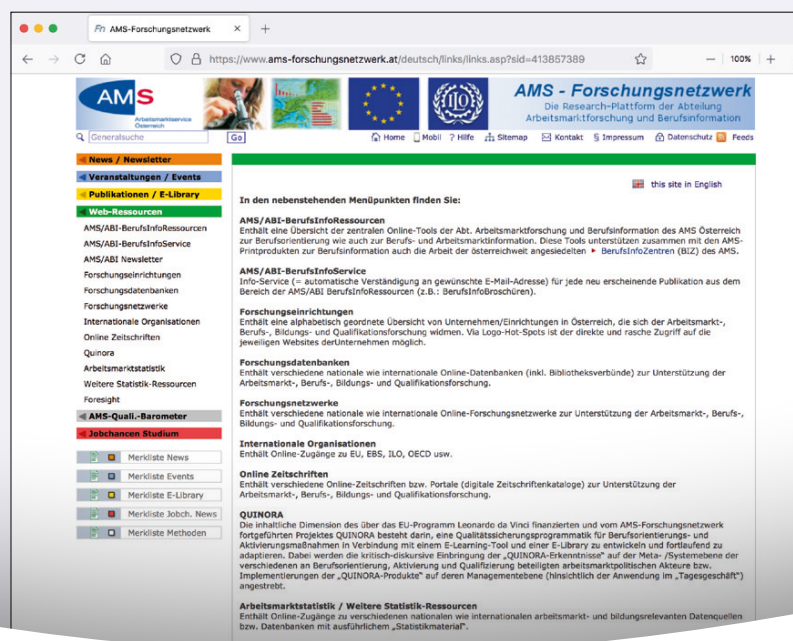 AMS-Forschungsnetzwerk
https://www.ams-forschungsnetzwerk.at/deutsch/links/links.asp?sid=413857389
100%
AMS
Arbeitsmarktservice
Österreich
AMS - Forschungsnetzwerk
Die Research-Plattform der Abteilung
Arbeitsmarktforschung und Berufsinformation
Generalsuche Go Home Mobil ? Hilfe Sitemap Kontakt § Impressum Datenschutz Feeds
News / Newsletter
Veranstaltungen / Events
Publikationen / E-Library
Web-Ressourcen
AMS/ABI-BerufsInfoRessourcen
AMS/ABI-BerufsInfoService
AMS/ABI Newsletter
Forschungseinrichtungen
Forschungsdatenbanken
Forschungsnetzwerke
Internationale Organisationen
Online Zeitschriften
Quinora
Arbeitsmarktstatistik
Weitere Statistik-Ressourcen
Foresight
AMS-Quali.-Barometer
Jobchancen Studium
Merkliste News
Merkliste Events
Merkliste E-Library
Merkliste Jobch. News
Merkliste Methoden
this site in English
In den nebenstehenden Menüpunkten finden Sie:
AMS/ABI-BerufsInfoRessourcen
Enthält eine Übersicht der zentralen Online-Tools der Abt. Arbeitsmarktforschung und Berufsinformation des AMS Österreich
zur Berufsorientierung wie auch zur Berufs- und Arbeitsmarktinformation. Diese Tools unterstützen zusammen mit den AMS-
Printprodukten zur Berufsinformation auch die Arbeit der österreichweit angesiedelten BerufsInfoZentren (BIZ) des AMS.
AMS/ABI-BerufsInfoService
Info-Service (= automatische Verständigung an gewünschte E-Mail-Adresse) für jede neu erscheinende Publikation aus dem
Bereich der AMS/ABI BerufsInfoRessourcen (z.B.: BerufsInfoBroschüren).
Forschungseinrichtungen
Enthält eine alphabetisch geordnete Übersicht von Unternehmen/Einrichtungen in Österreich, die sich der Arbeitsmarkt-,
Berufs-, Bildungs- und Qualifikationsforschung widmen. Via Logo-Hot-Spots ist der direkte und rasche Zugriff auf die
jeweiligen Websites derUnternehmen möglich.
Forschungsdatenbanken
Enthält verschiedene nationale wie internationale Online-Datenbanken (inkl. Bibliotheksverbünde) zur Unterstützung der
Arbeitsmarkt-, Berufs-, Bildungs- und Qualifikationsforschung.
Forschungsnetzwerke
Enthält verschiedene nationale wie internationale Online-Forschungsnetzwerke zur Unterstützung der Arbeitsmarkt-, Berufs-,
Bildungs- und Qualifikationsforschung.
Internationale Organisationen
Enthält Online-Zugänge zu EU, EBS, ILO, OECD usw.
Online Zeitschriften
Enthält verschiedene Online-Zeitschriften bzw. Portale (digitale Zeitschriftenkataloge) zur Unterstützung der
Arbeitsmarkt-, Berufs-, Bildungs- und Qualifikationsforschung.
QUINORA
Die inhaltliche Dimension des über das EU-Programm Leonardo da Vinci finanzierten und vom AMS-Forschungsnetzwerk
fortgeführten Projektes QUINORA besteht darin, eine Qualitätssicherungsprogrammatik für Berufsorientierungs- und
Aktivierungsmaßnahmen in Verbindung mit einem E-Learning-Tool und einer E-Library zu entwickeln und fortlaufend zu
adaptieren. Dabei werden die kritisch-diskursive Einbringung der „QUINORA-Erkenntnisse" auf der Meta- /Systemebene der
verschiedenen an Berufsorientierung, Aktivierung und Qualifizierung beteiligten arbeitsmarktpolitischen Akteure bzw.
Implementierungen der „QUINORA-Produkte" auf deren Managementebene (hinsichtlich der Anwendung im „Tagesgeschäft")
angestrebt.
Arbeitsmarktstatistik / Weitere Statistik-Ressourcen
Enthält Online-Zugänge zu verschiedenen nationalen wie internationalen arbeitsmarkt- und bildungsrelevanten Datenquellen
bzw. Datenbanken mit ausführlichem „Statistikmaterial".